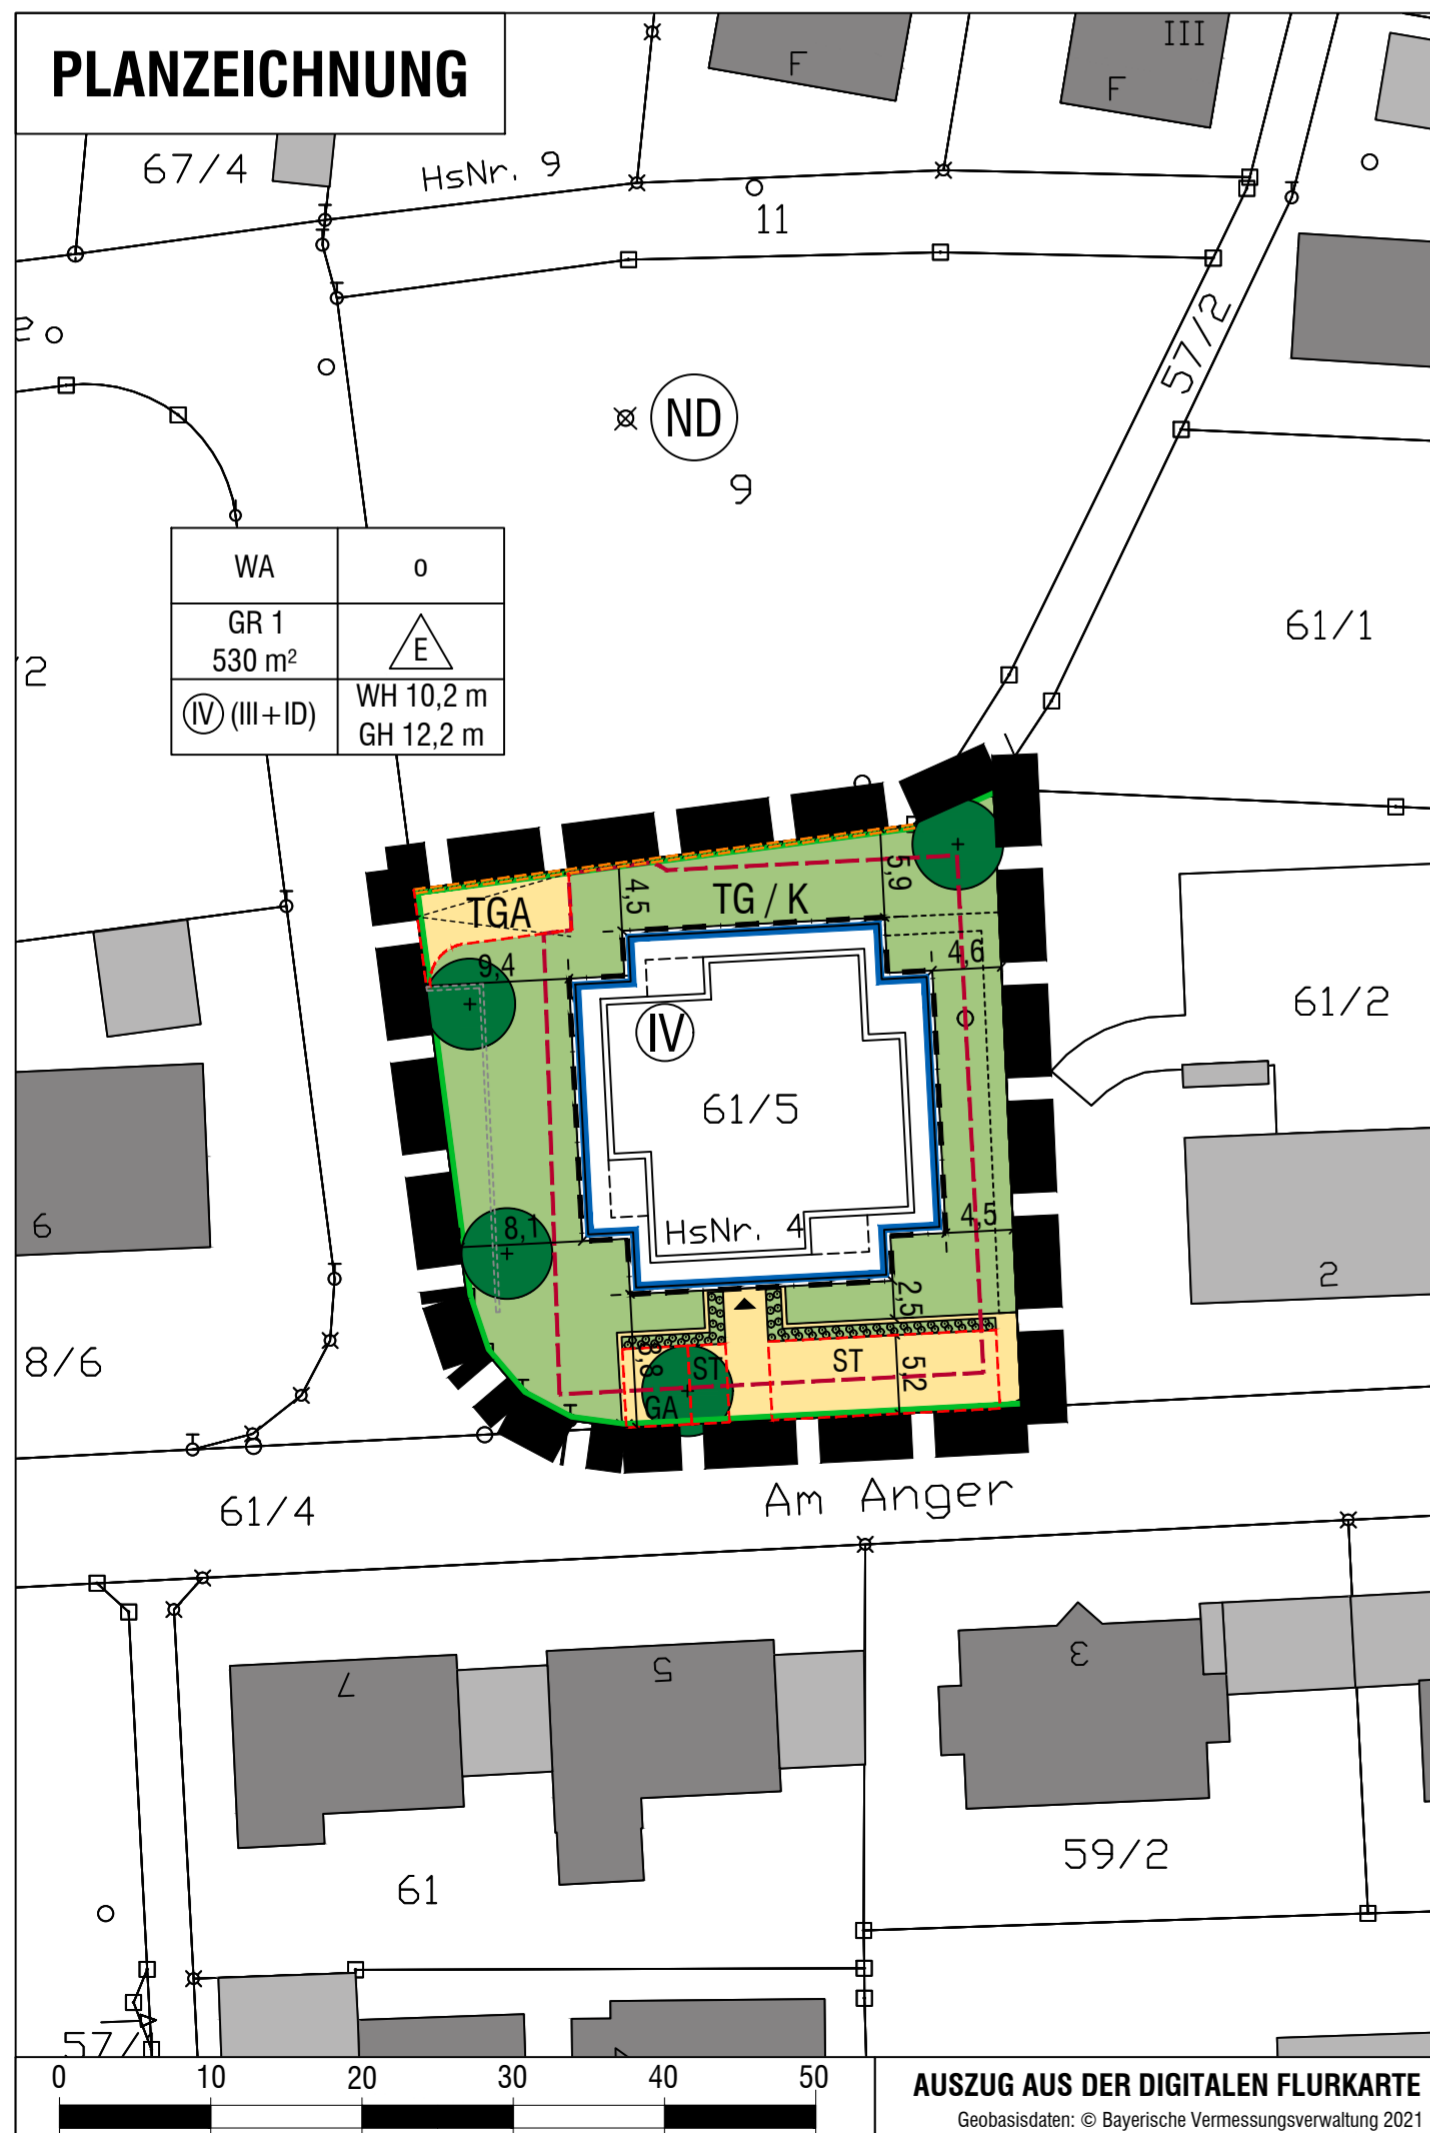 PLANZEICHNUNG
F
III
F
67/4
HsNr. 9
11
57/2
ND
9
WA
o
GR 1
530 m²
E
IV (III+ID)
WH 10,2 m
GH 12,2 m
61/1
TGA
4,5
TG / K
5,9
9,4
4,6
IV
61/5
61/2
8,1
HsNr. 4
4,5
6
2
2,5
8/6
8,8
ST
ST
5,2
GA
61/4
Am Anger
7
5
3
59/2
61
57/
0 10 20 30 40 50
AUSZUG AUS DER DIGITALEN FLURKARTE
Geobasisdaten: © Bayerische Vermessungsverwaltung 2021